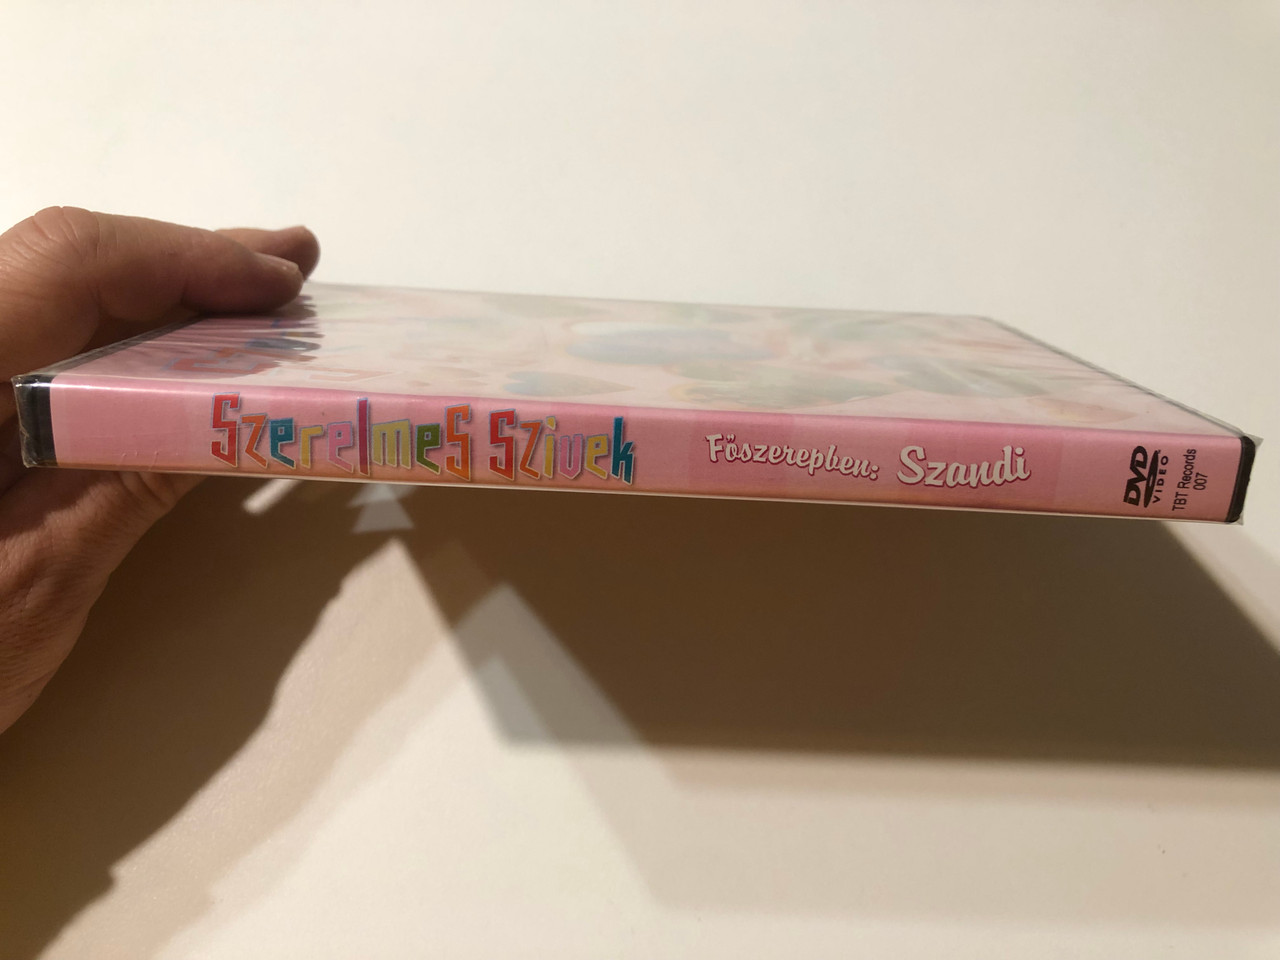 SzerelmeS Szivek
Főszerepben: Szandi
DVD
VIDEO
TBT Records
007